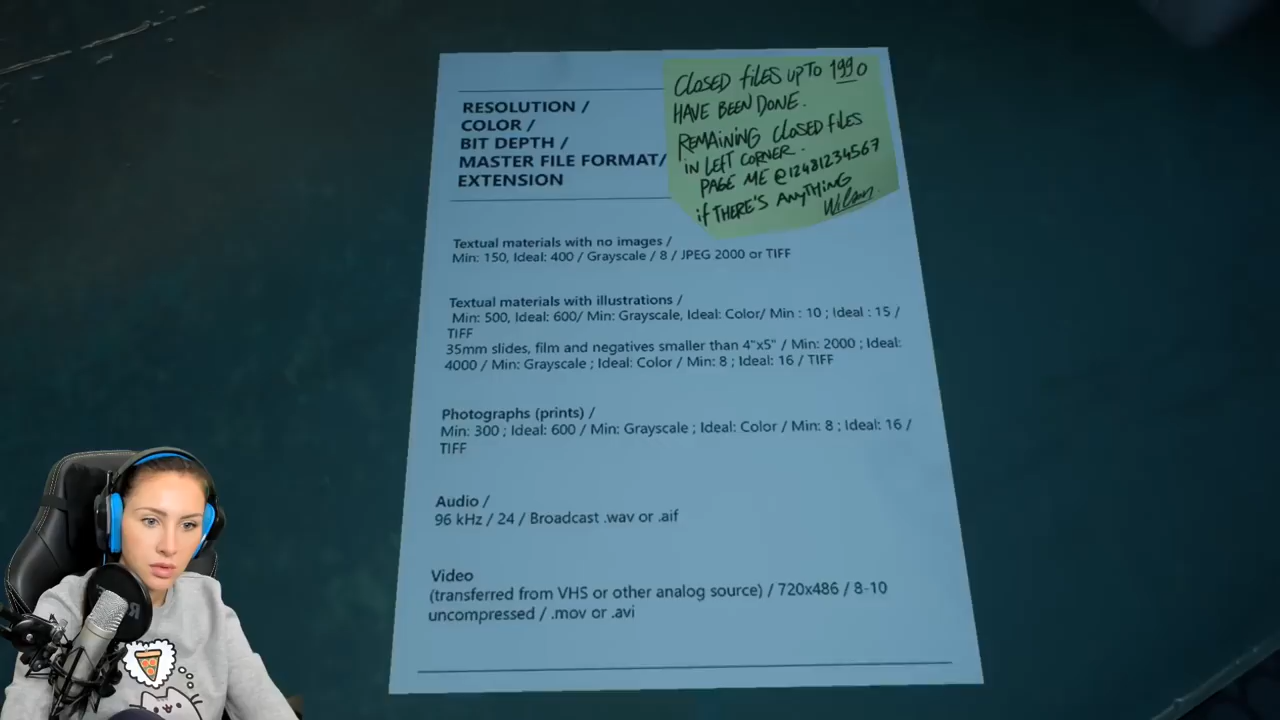 RESOLUTION /
COLOR /
BIT DEPTH /
MASTER FILE FORMAT/
EXTENSION
CLOSED FILES UP TO 1990
HAVE BEEN DONE.
REMAINING CLOSED FILES
IN LEFT CORNER.
PAGE ME @12481234567
if THERE'S ANYTHING
Wilson.
Textual materials with no images /
Min: 150, Ideal: 400 / Grayscale / 8 / JPEG 2000 or TIFF
Textual materials with illustrations /
Min: 500, Ideal: 600/ Min: Grayscale, Ideal: Color/ Min : 10 ; Ideal : 15 /
TIFF
35mm slides, film and negatives smaller than 4"x5" / Min: 2000 ; Ideal:
4000 / Min: Grayscale ; Ideal: Color / Min: 8 ; Ideal: 16 / TIFF
Photographs (prints) /
Min: 300 ; Ideal: 600 / Min: Grayscale ; Ideal: Color / Min: 8 ; Ideal: 16 /
TIFF
Audio /
96 kHz / 24 / Broadcast .wav or .aif
Video
(transferred from VHS or other analog source) / 720x486 / 8-10
uncompressed / .mov or .avi